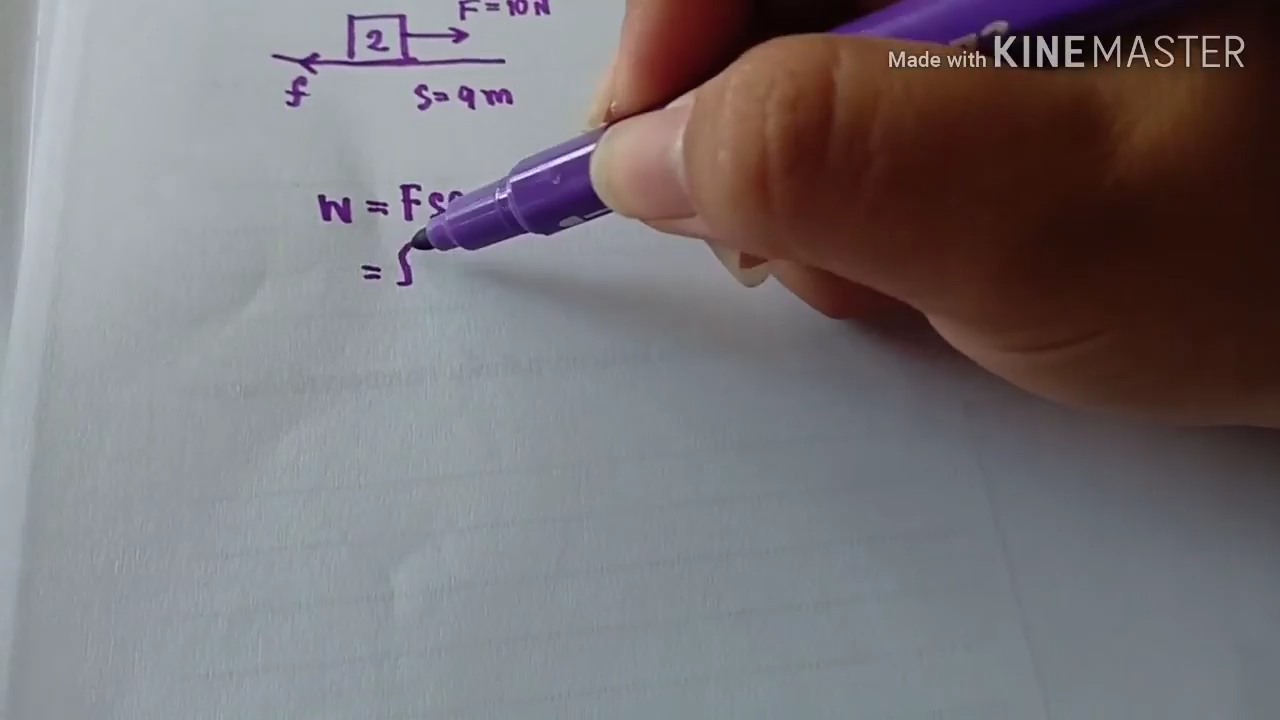 Made with KINEMASTER
F = 10 N
2
f
S = 9 m
W = Fs
=